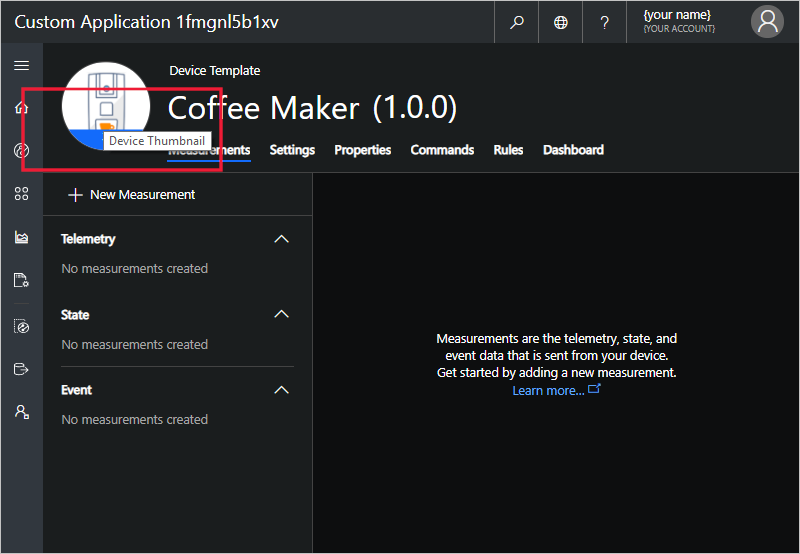 Custom Application 1fmgnl5b1xv
?
{your name}
{YOUR ACCOUNT}
Device Template
Coffee Maker (1.0.0)
Device Thumbnail
Measurements Settings Properties Commands Rules Dashboard
New Measurement
Telemetry
No measurements created
State
No measurements created
Event
No measurements created
Measurements are the telemetry, state, and
event data that is sent from your device.
Get started by adding a new measurement.
Learn more...